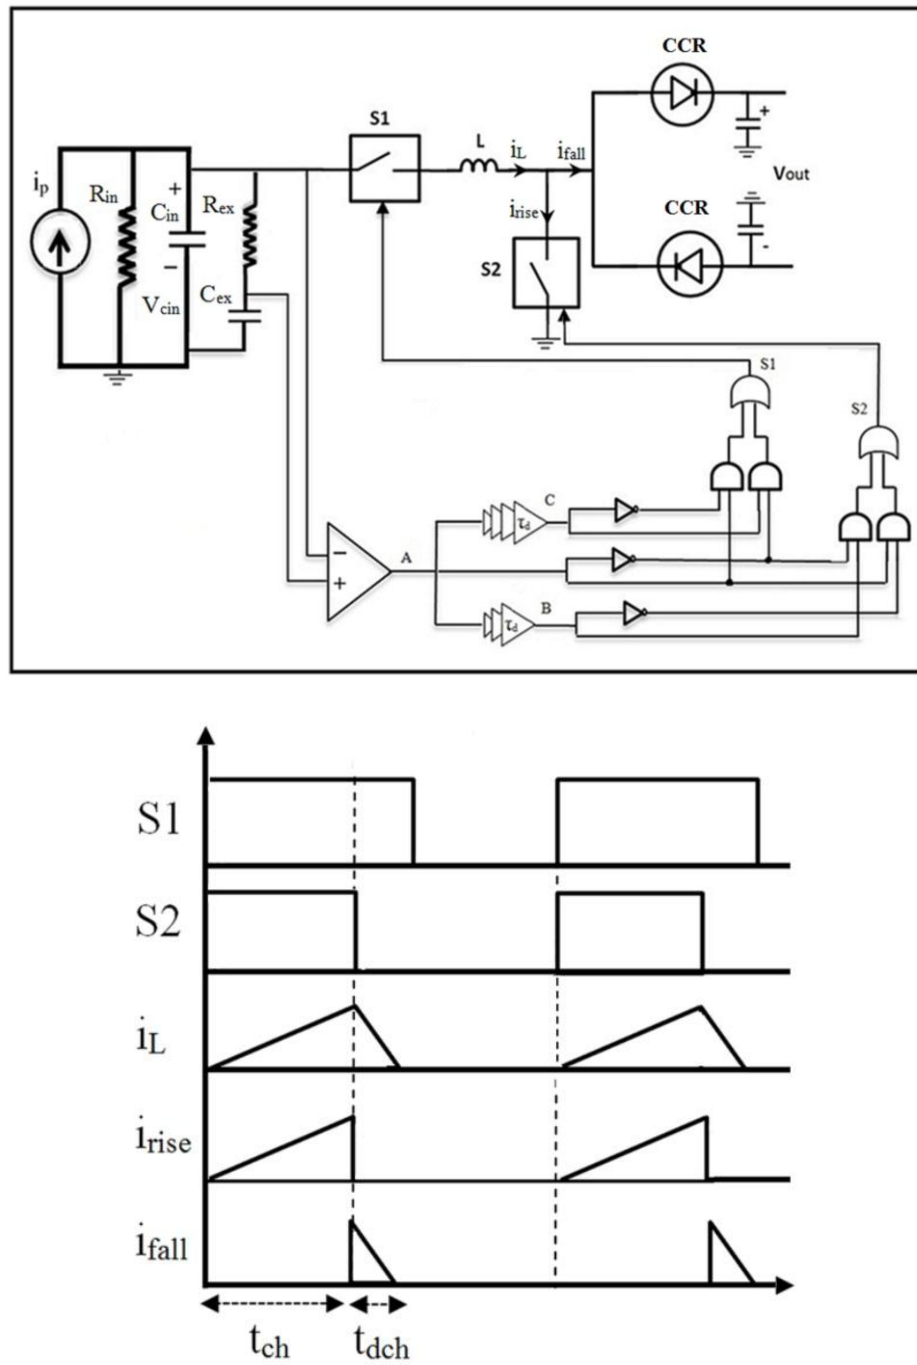 CCR
S1
L
iL
ifall
ip
Rin
+
Cin
−
Rex
irise
S2
CCR
+
Vout
-
Vcin
Cex
S1
S2
C
τd
−
+
A
B
τd
S1
S2
iL
irise
ifall
tch
tdch